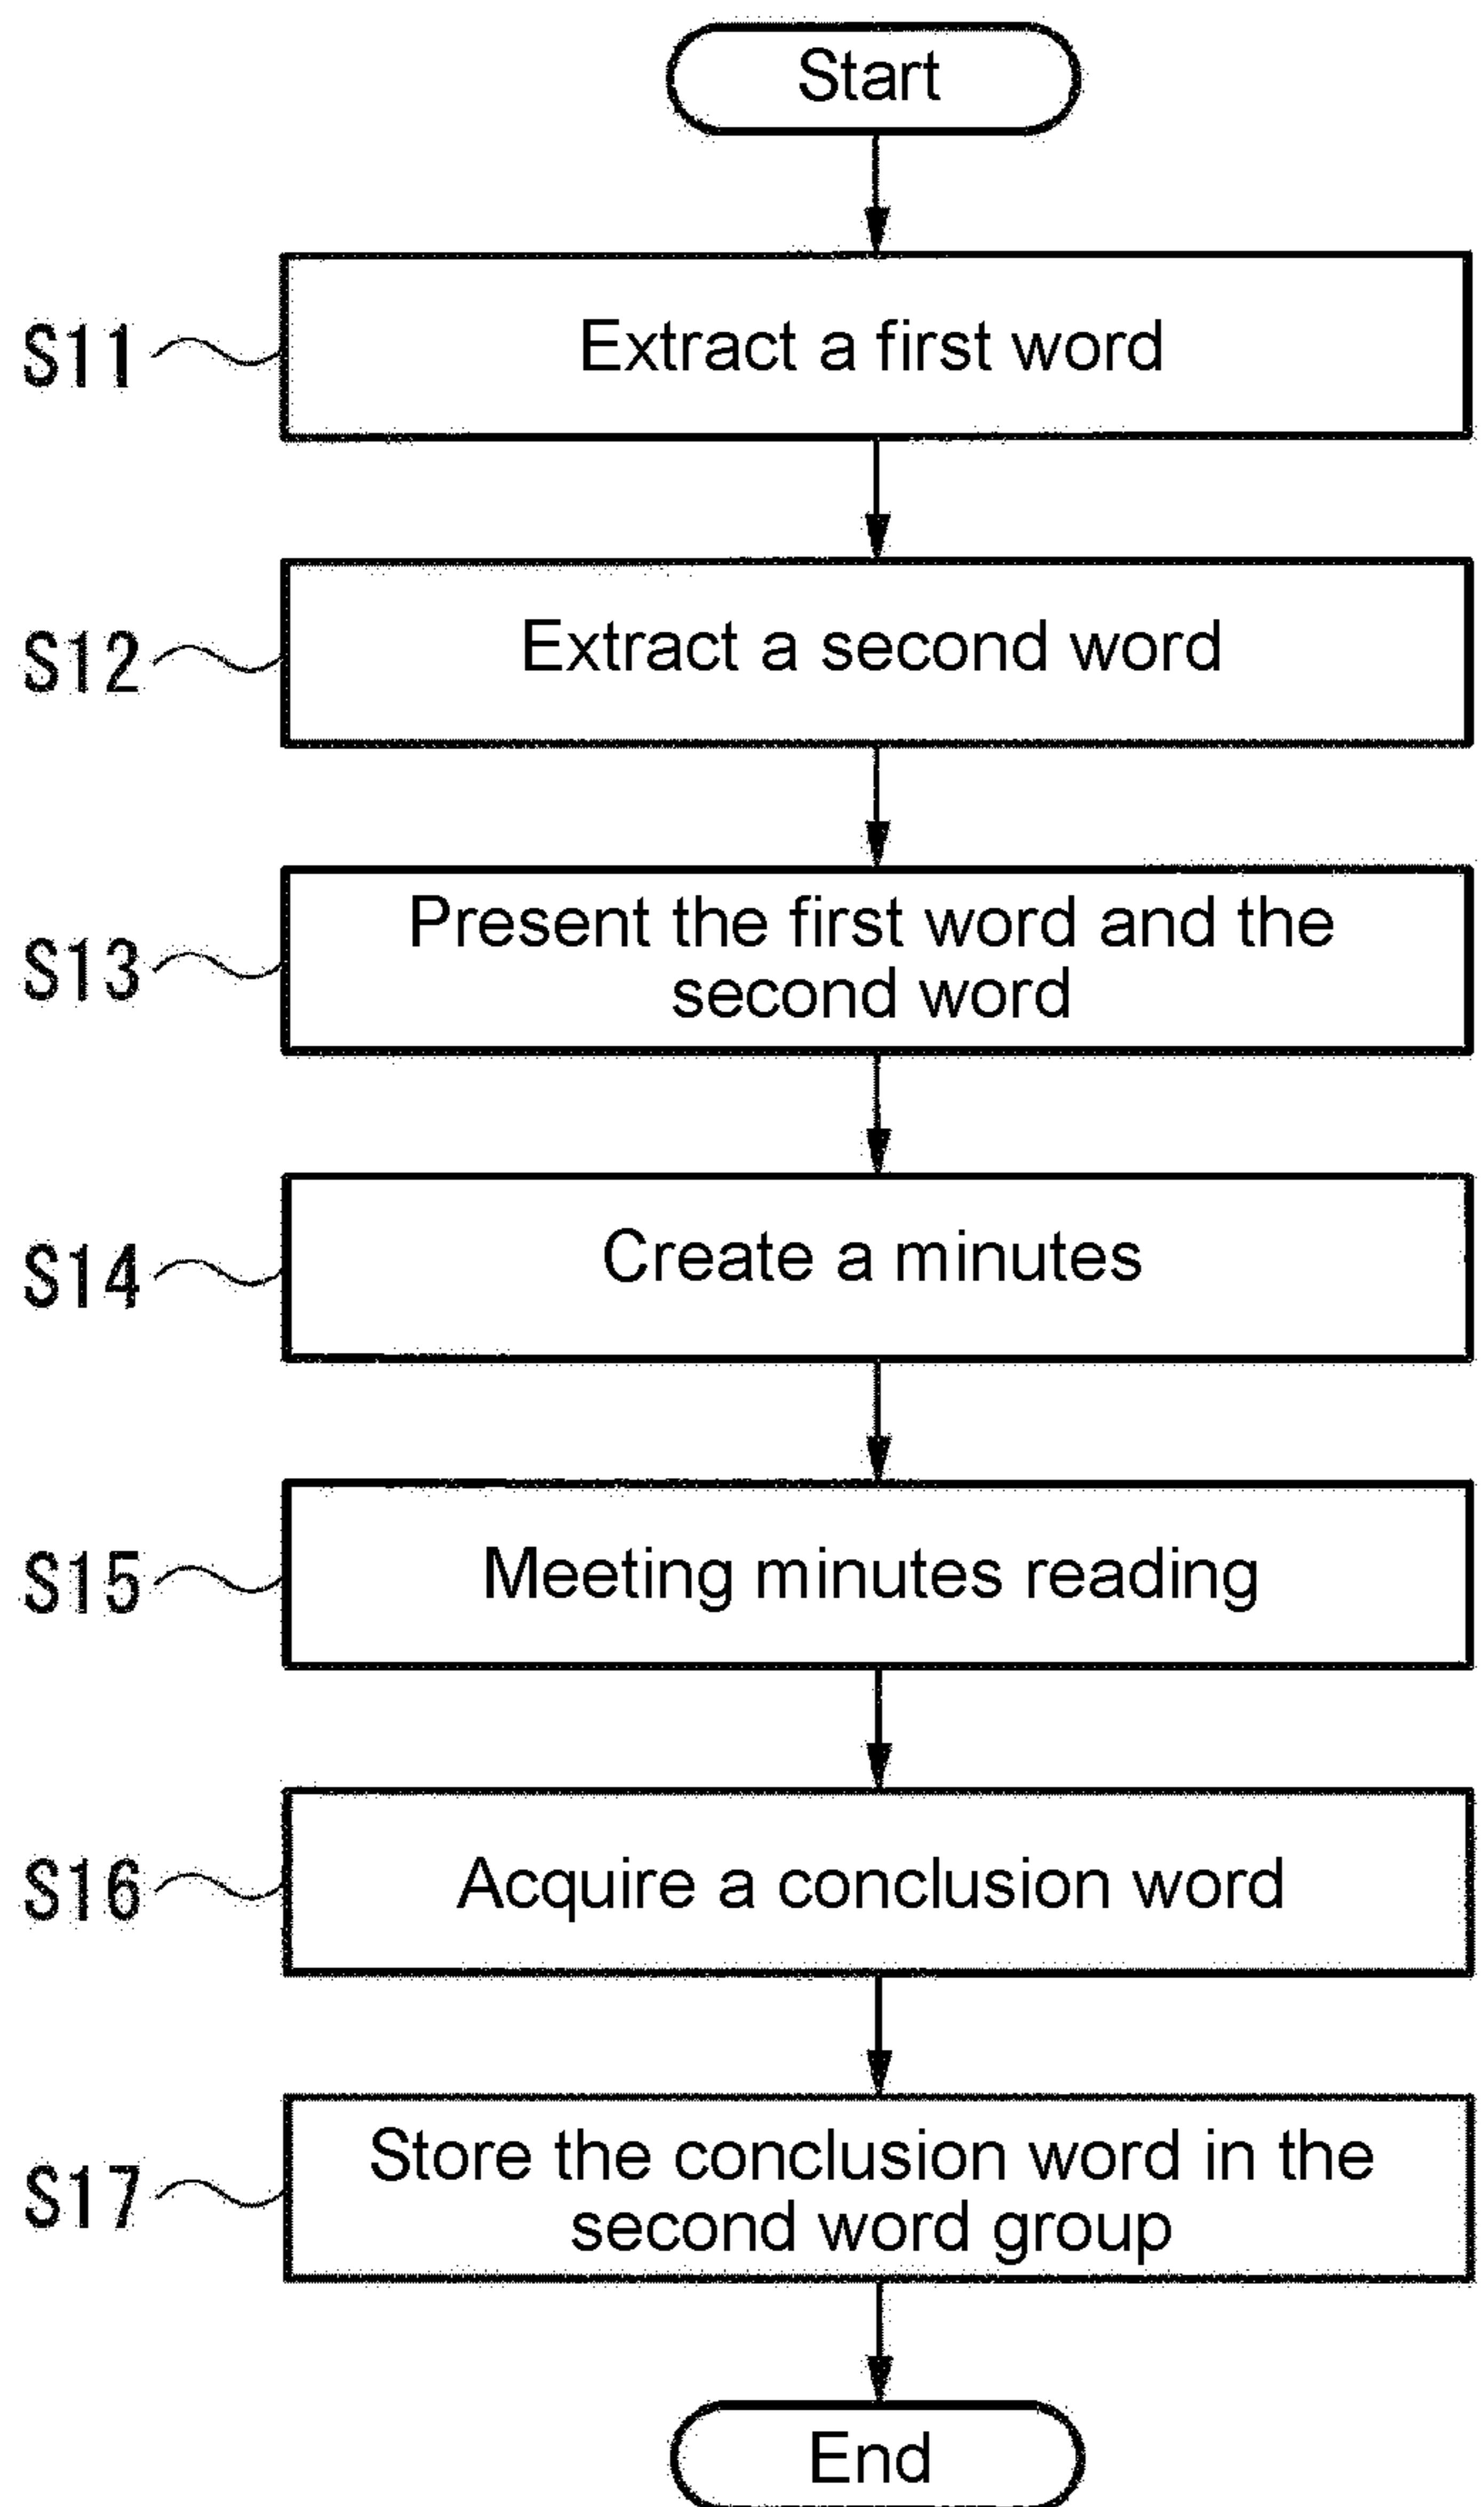 Start
S11
Extract a first word
S12
Extract a second word
S13
Present the first word and the
second word
S14
Create a minutes
S15
Meeting minutes reading
S16
Acquire a conclusion word
S17
Store the conclusion word in the
second word group
End